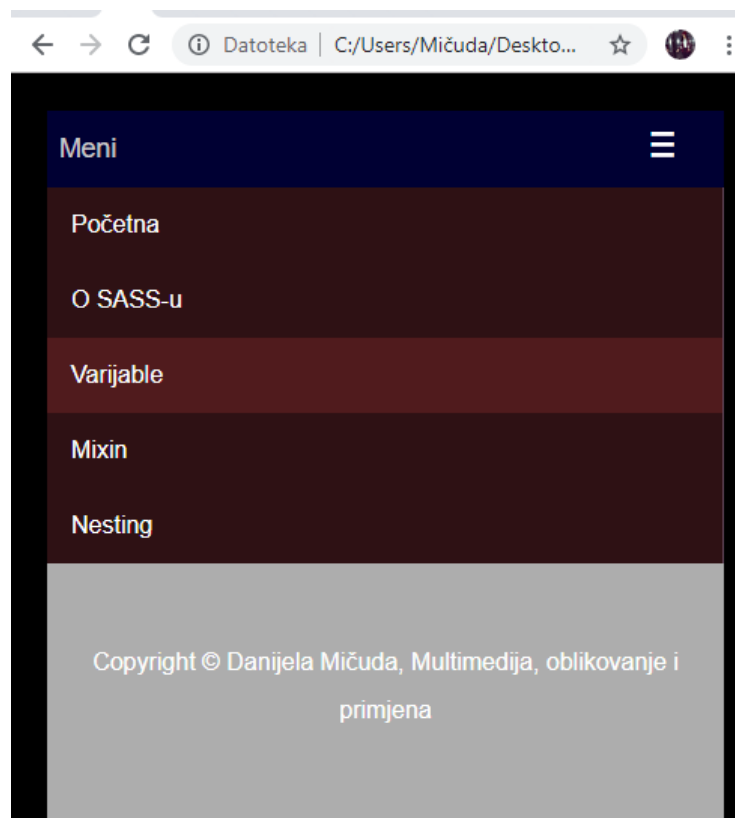 Datoteka | C:/Users/Mičuda/Deskto...
Meni
Početna
O SASS-u
Varijable
Mixin
Nesting
Copyright © Danijela Mičuda, Multimedija, oblikovanje i
primjena